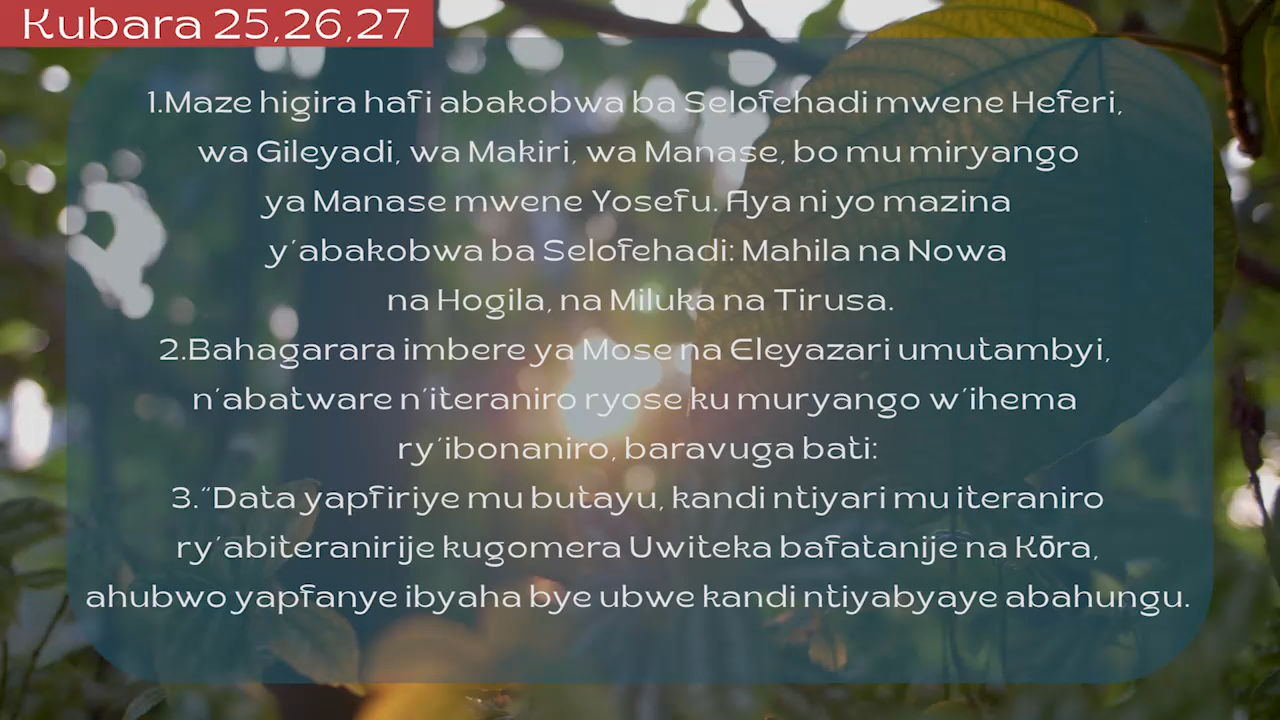 Kubara 25,26,27
1.Maze higira hafi abakobwa ba Selofehadi mwene Heferi,
wa Gileyadi, wa Makiri, wa Manase, bo mu miryango
ya Manase mwene Yosefu. Aya ni yo mazina
y'abakobwa ba Selofehadi: Mahila na Nowa
na Hogila, na Miluka na Tirusa.
2.Bahagarara imbere ya Mose na Eleyazari umutambyi,
n'abatware n'iteraniro ryose ku muryango w'ihema
ry'ibonaniro, baravuga bati:
3."Data yapfiriye mu butayu, kandi ntiyari mu iteraniro
ry'abiteranirije kugomera Uwiteka bafatanije na Kōra,
ahubwo yapfanye ibyaha bye ubwe kandi ntiyabyaye abahungu.